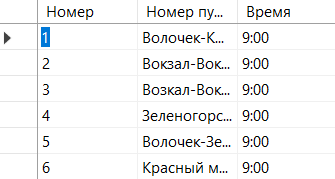 Номер Номер пу... Время
1 Волочек-К... 9:00
2 Вокзал-Вок... 9:00
3 Возкал-Вок... 9:00
4 Зеленогорс... 9:00
5 Волочек-Зе... 9:00
6 Красный м... 9:00